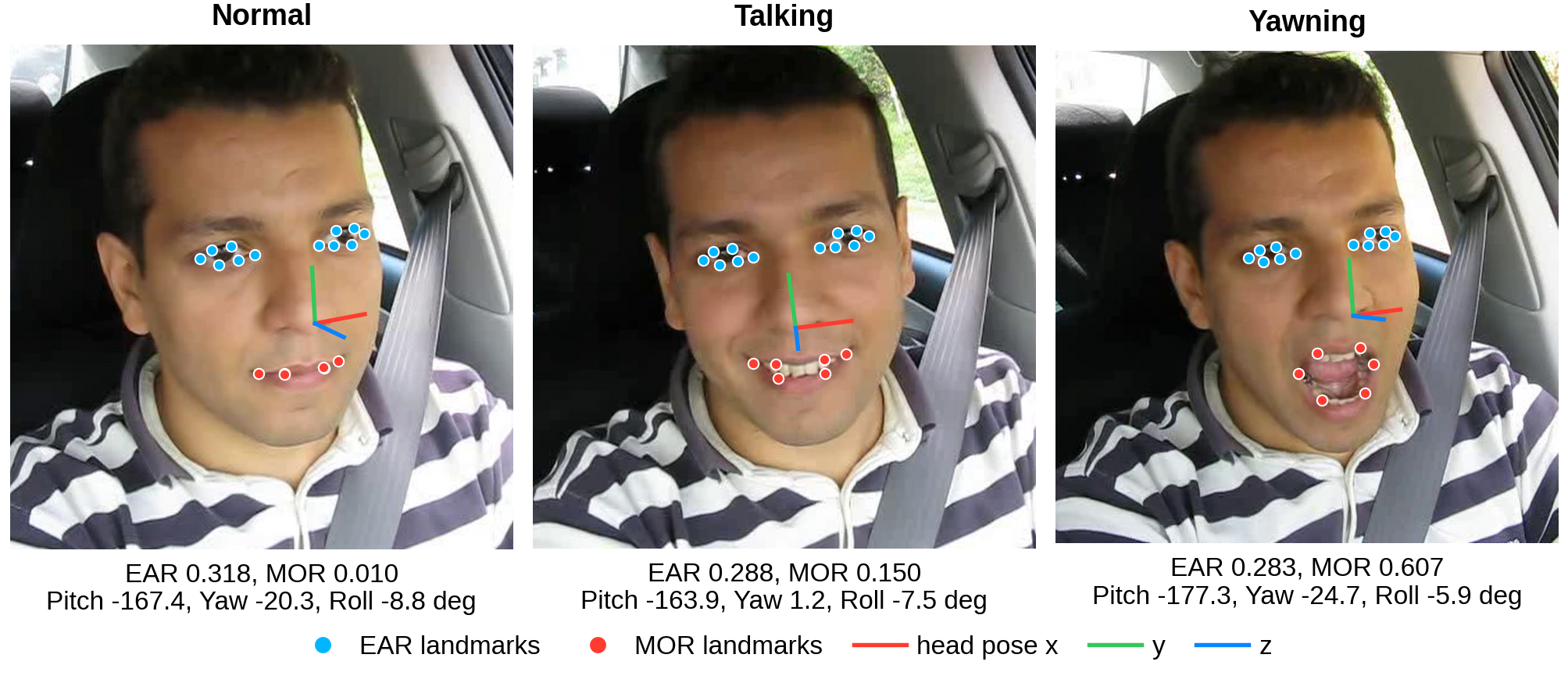 Normal
Talking
Yawning
EAR 0.318, MOR 0.010
Pitch -167.4, Yaw -20.3, Roll -8.8 deg
EAR 0.288, MOR 0.150
Pitch -163.9, Yaw 1.2, Roll -7.5 deg
EAR 0.283, MOR 0.607
Pitch -177.3, Yaw -24.7, Roll -5.9 deg
EAR landmarks MOR landmarks head pose x y z